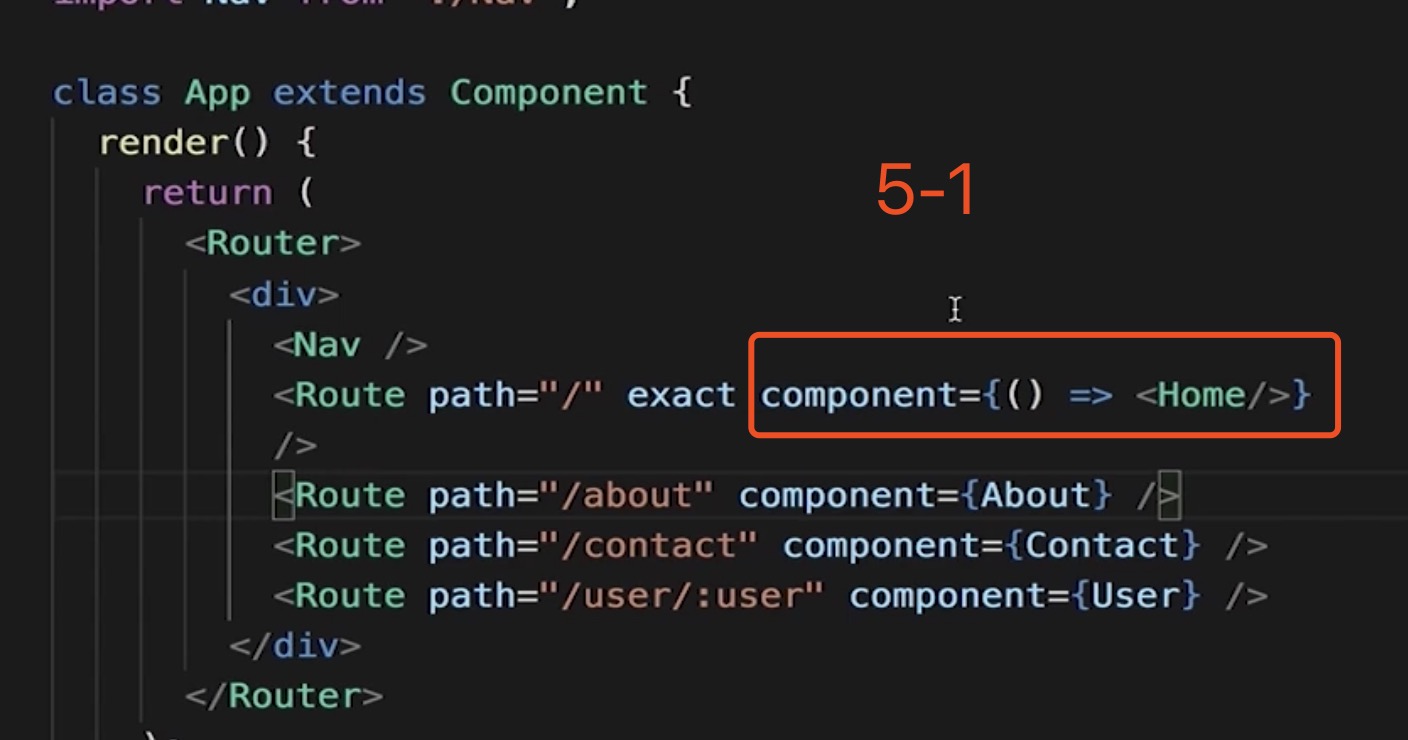 class App extends Component {
render() {
return (
5-1
<Router>
<div>
<Nav />
<Route path="/" exact component={() => <Home/>}
/>
<Route path="/about" component={About} />
<Route path="/contact" component={Contact} />
<Route path="/user/:user" component={User} />
</div>
</Router>